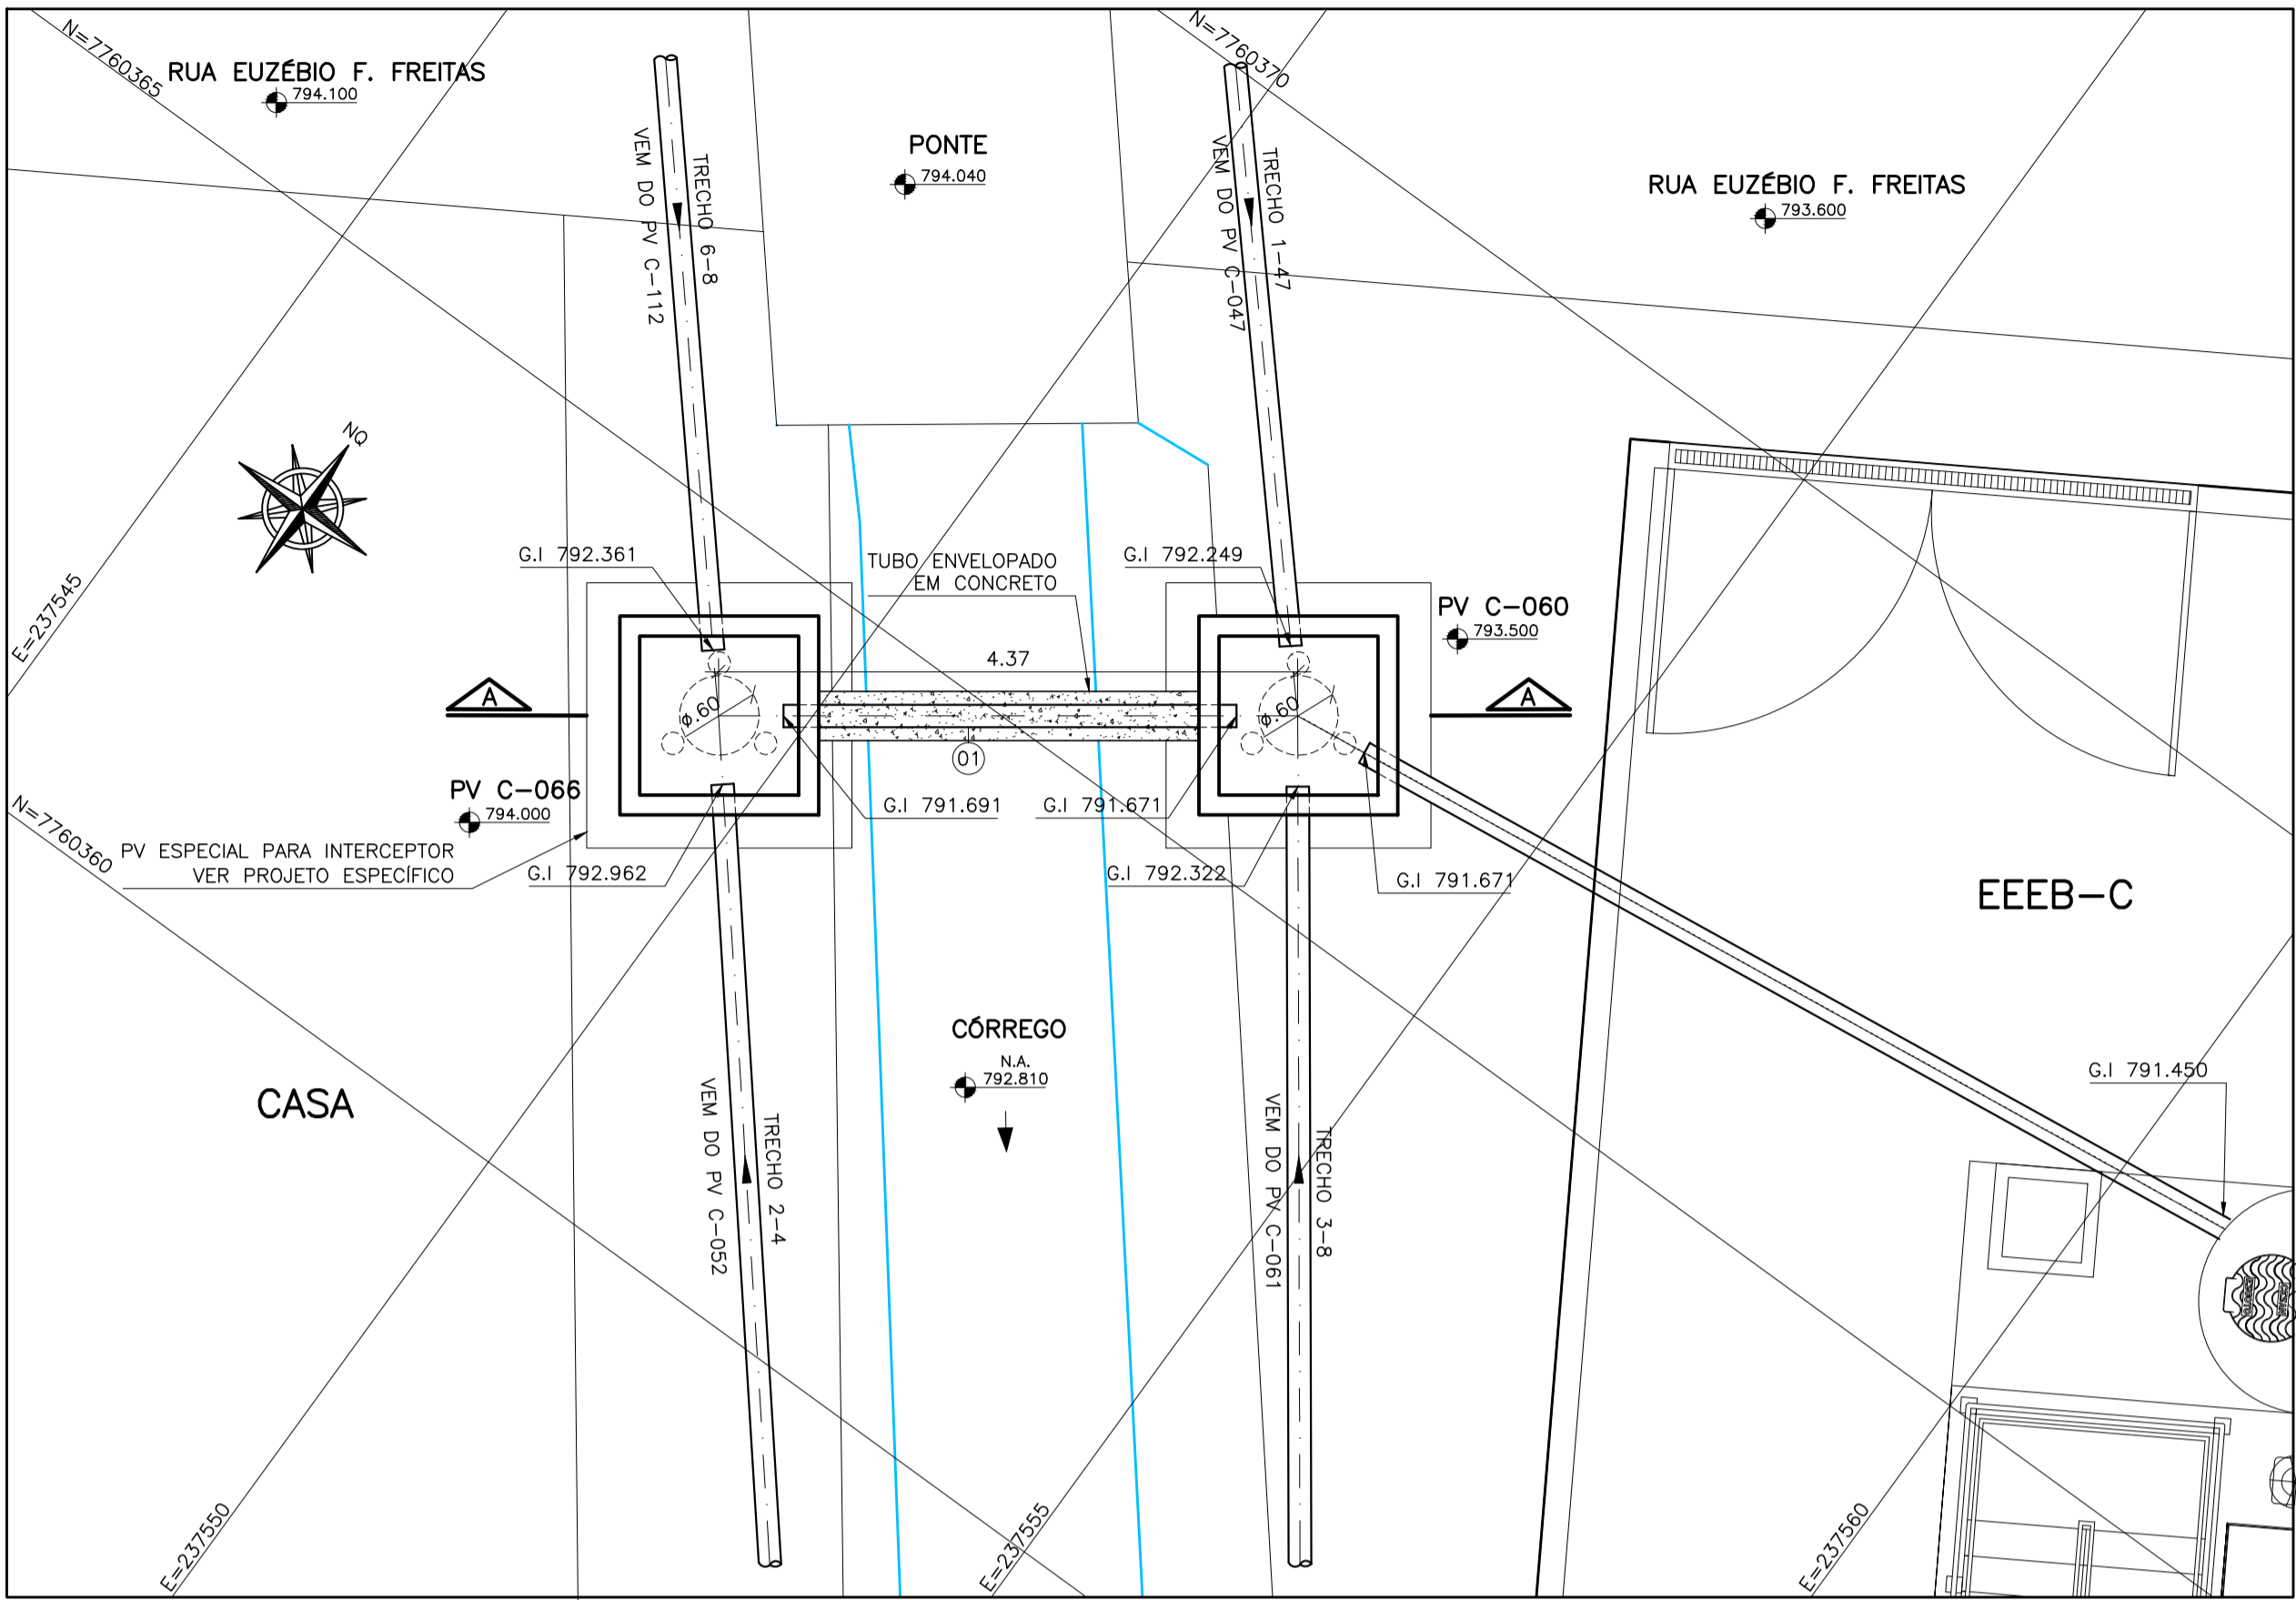 N=7760365
RUA EUZÉBIO F. FREITAS
794.100
VEM DO PV C-112
TRECHO 6-8
PONTE
794.040
N=7760370
VEM DO PV C-047
TRECHO 1-47
RUA EUZÉBIO F. FREITAS
793.600
NQ
E=237545
G.I 792.361
TUBO ENVELOPADO
EM CONCRETO
G.I 792.249
PV C-060
793.500
4.37
A
A
ϕ.60
ϕ.60
01
PV C-066
794.000
G.I 791.691
G.I 791.671
N=7760360
PV ESPECIAL PARA INTERCEPTOR
VER PROJETO ESPECÍFICO
G.I 792.962
G.I 792.322
G.I 791.671
EEEB-C
CÓRREGO
N.A.
792.810
CASA
G.I 791.450
VEM DO PV C-052
TRECHO 2-4
VEM DO PV C-061
TRECHO 3-8
E=237550
E=237555
E=237560